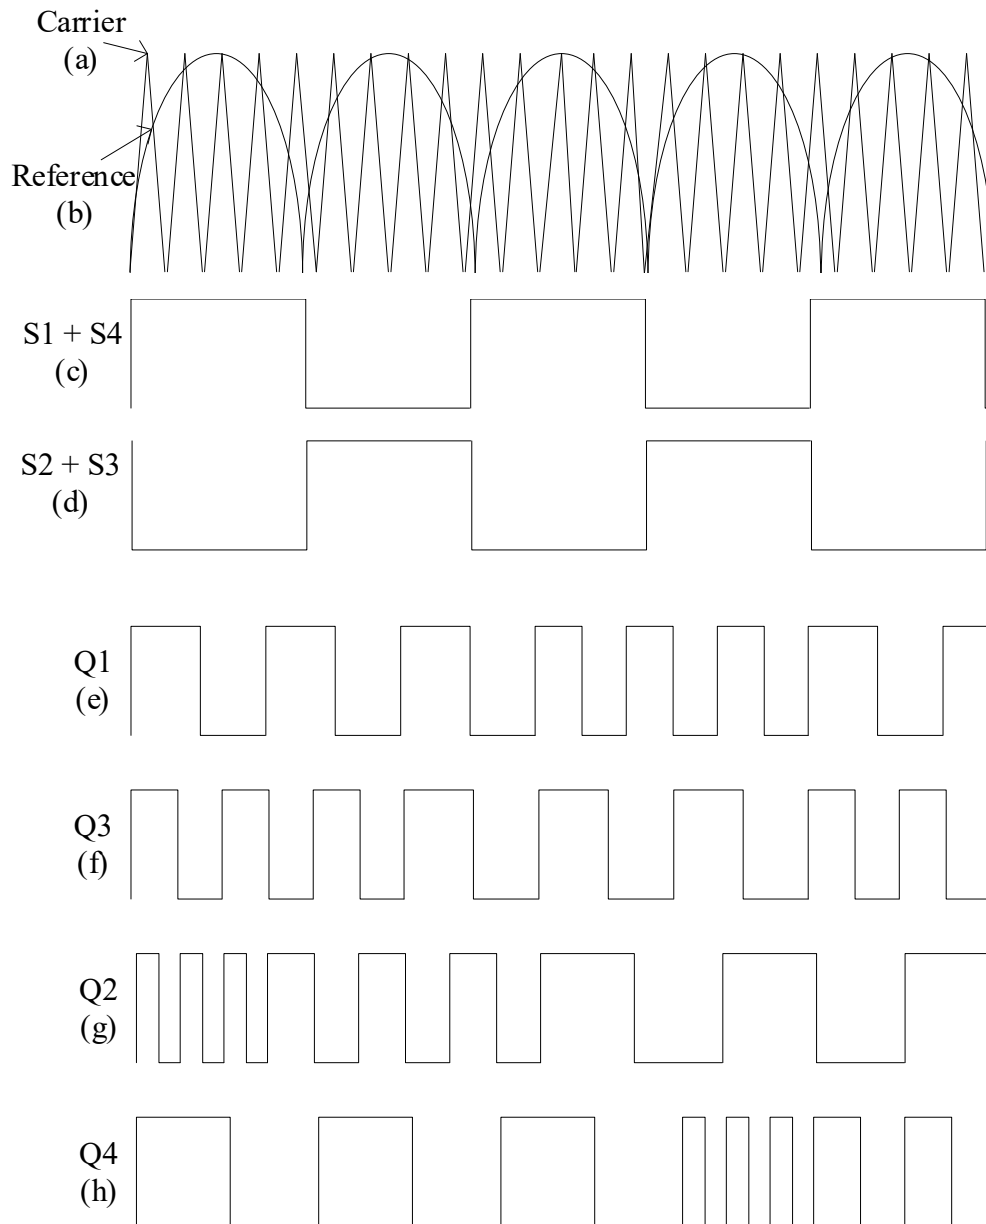 Carrier
(a)
Reference
(b)
S1 + S4
(c)
S2 + S3
(d)
Q1
(e)
Q3
(f)
Q2
(g)
Q4
(h)